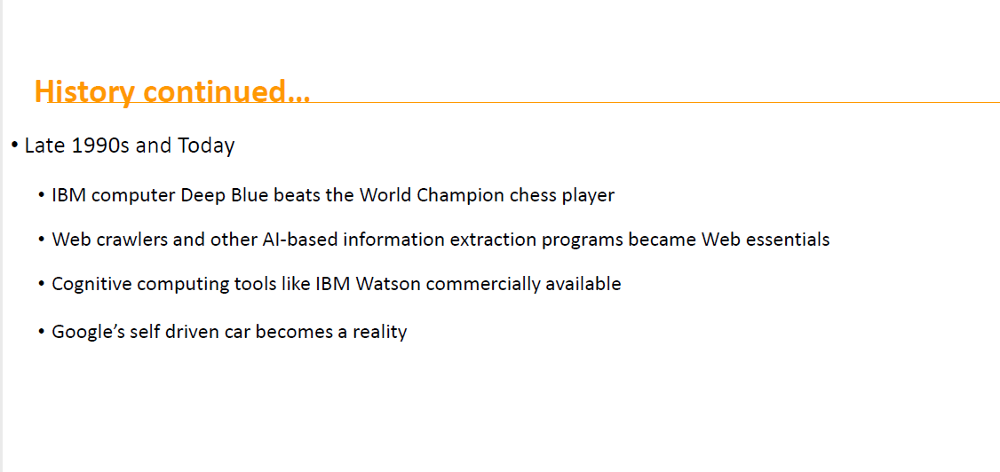 History continued...
• Late 1990s and Today
• IBM computer Deep Blue beats the World Champion chess player
• Web crawlers and other AI-based information extraction programs became Web essentials
• Cognitive computing tools like IBM Watson commercially available
• Google’s self driven car becomes a reality